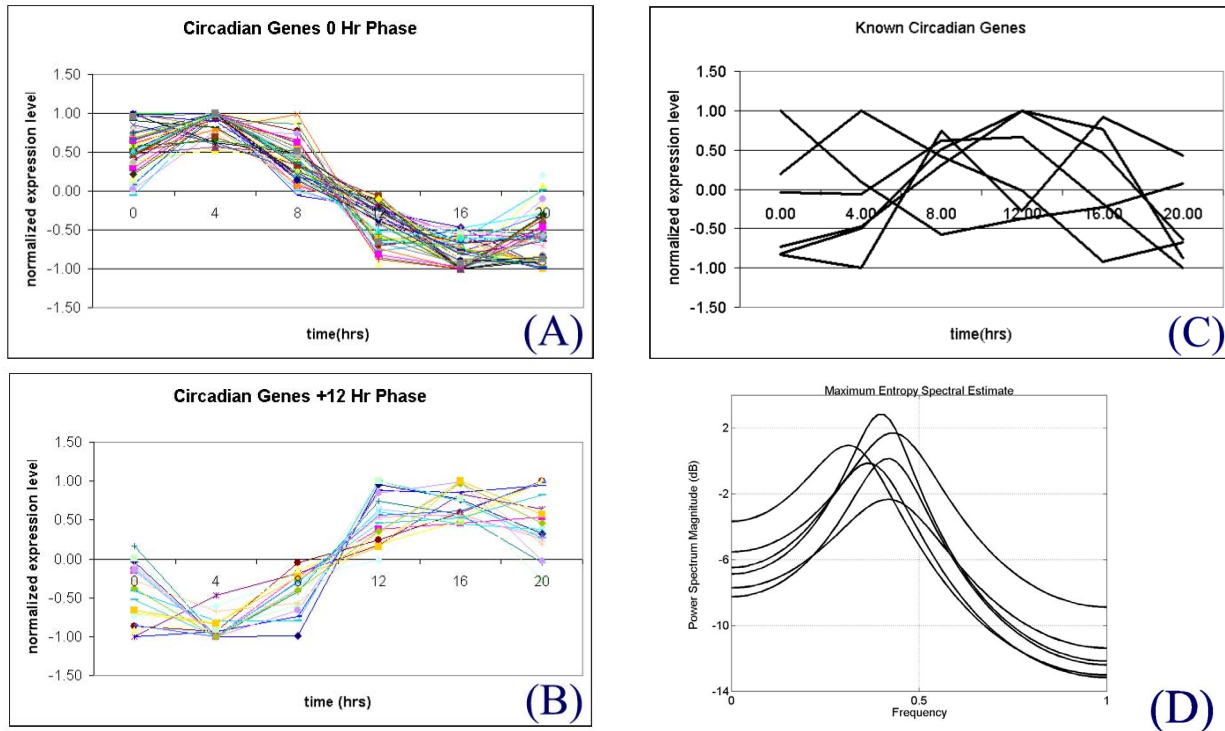 Circadian Genes 0 Hr Phase
normalized expression level
1.50
1.00
0.50
0.00
-0.50
-1.00
-1.50
0 4 8 12 16 20
time(hrs)
(A)
Circadian Genes +12 Hr Phase
normalized expression level
1.50
1.00
0.50
0.00
-0.50
-1.00
-1.50
0 4 8 12 16 20
time (hrs)
(B)
Known Circadian Genes
normalized expression level
1.50
1.00
0.50
0.00
-0.50
-1.00
-1.50
0.00 4.00 8.00 12.00 16.00 20.00
time(hrs)
(C)
Maximum Entropy Spectral Estimate
Power Spectrum Magnitude (dB)
2
-2
-6
-10
-14
0 0.5 1
Frequency
(D)